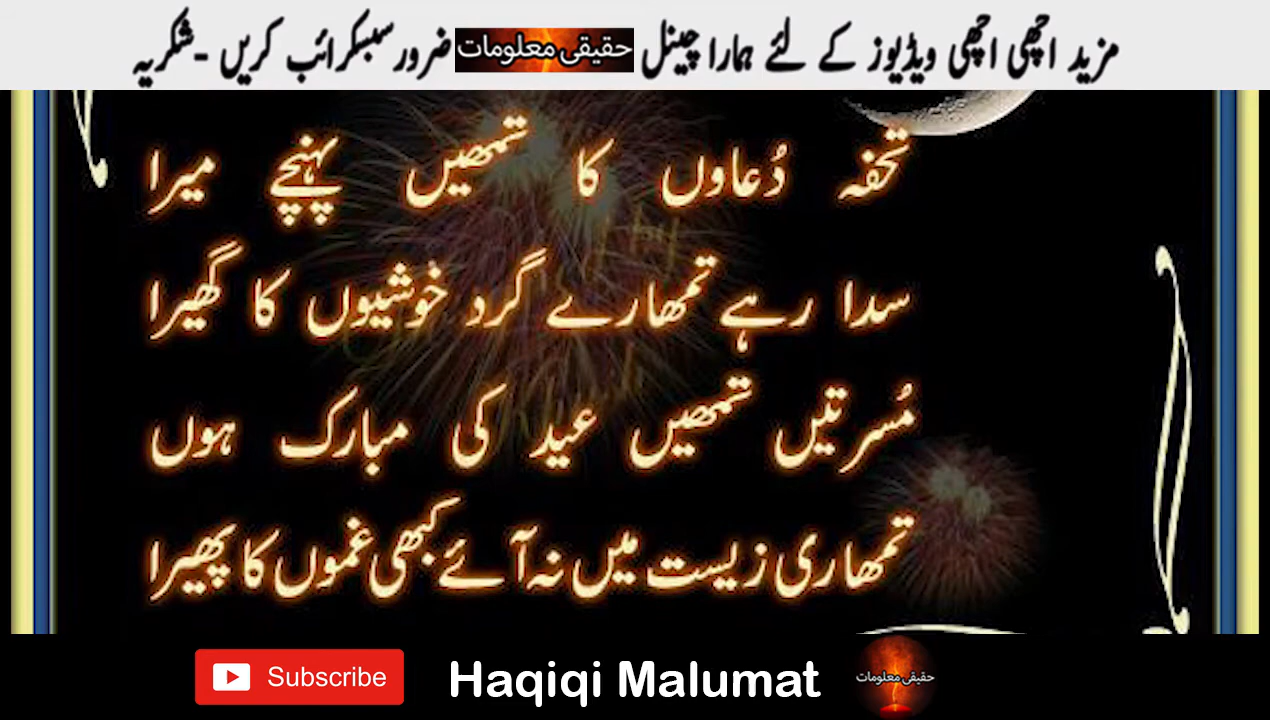 مزید اچھی اچھی ویڈیوز کے لئے ہمارا چینل حقیقی معلومات ضرور سبسکرائب کریں -شکریہ
تحفہ دُعاوں کا تمھیں پہنچے میرا
سدا رہے تمھارے گرد خوشیوں کا گھیرا
مُسرتیں تمھیں عید کی مبارک ہوں
تمھاری زیست میں نہ آئے کبھی غموں کا پھیرا
Subscribe Haqiqi Malumat حقیقی معلومات